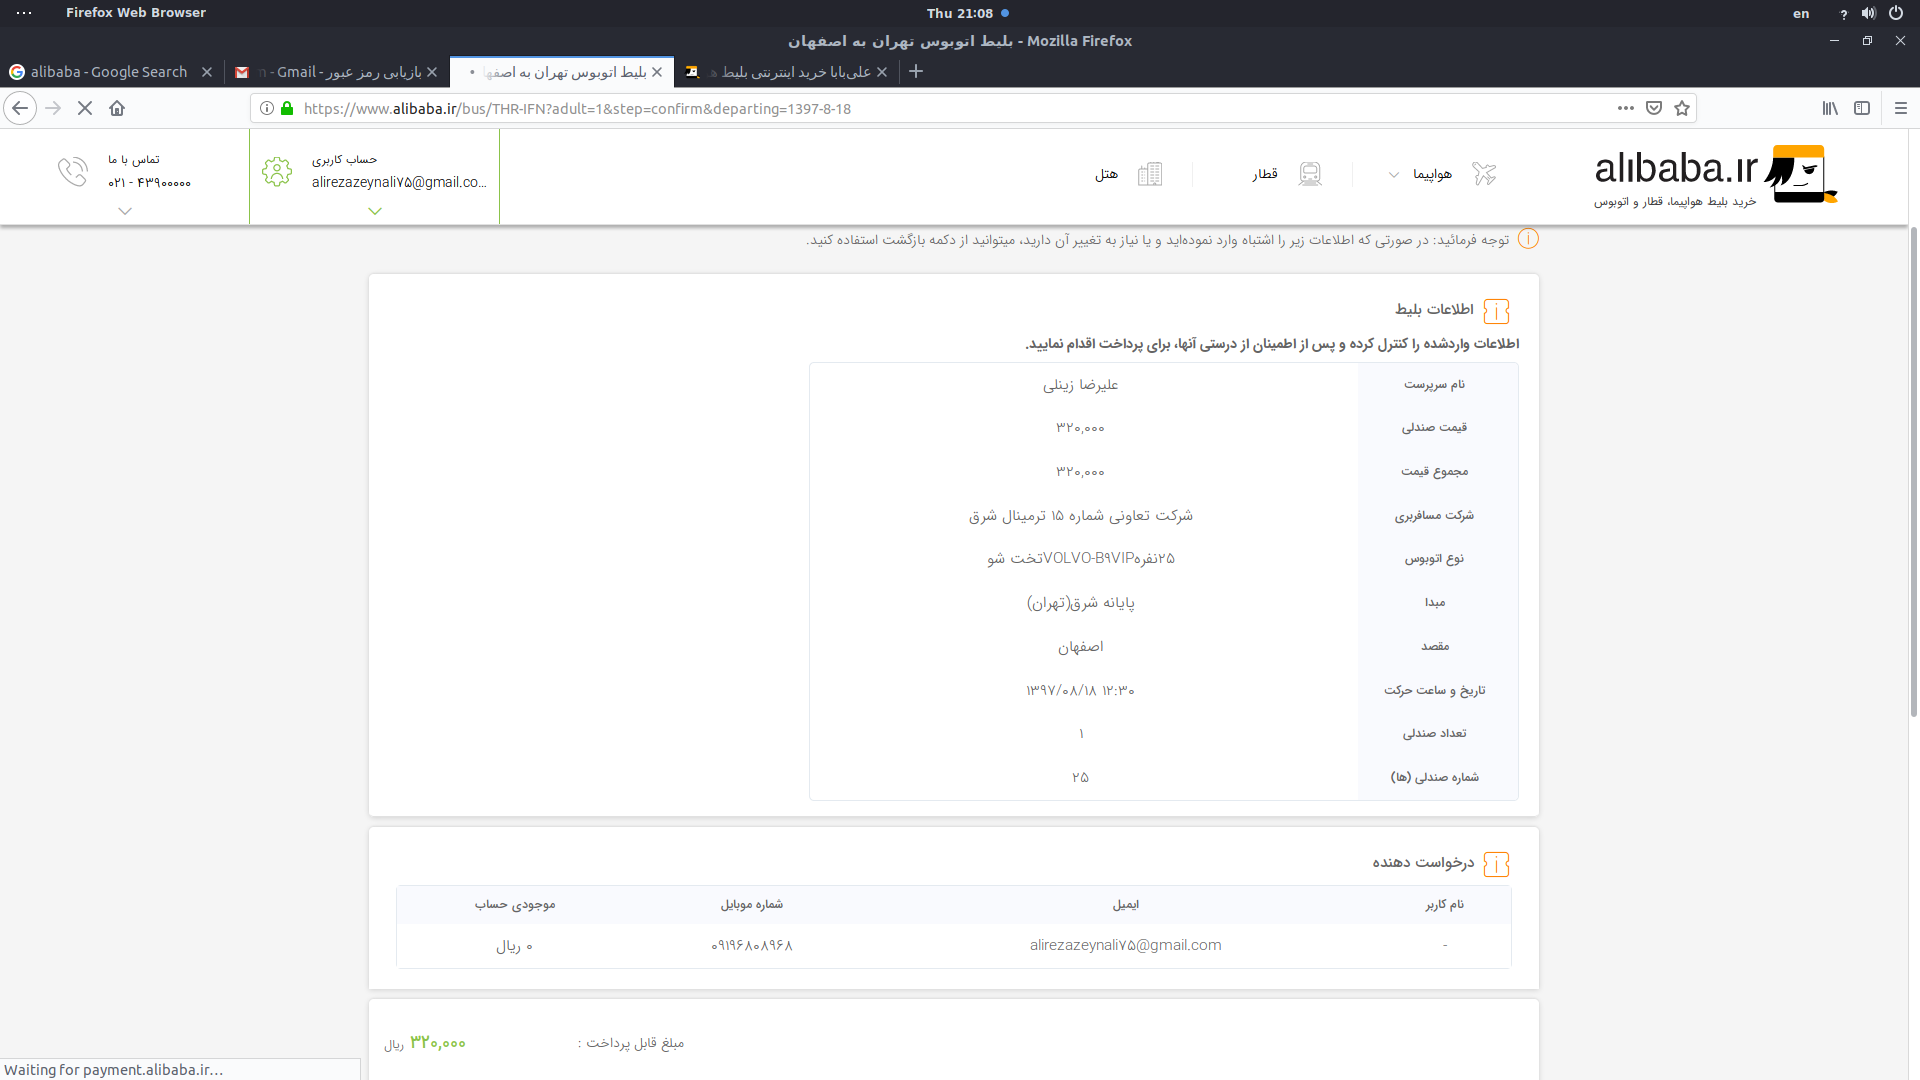 Firefox Web Browser
Thu 21:08
en
بلیط اتوبوس تهران به اصفهان - Mozilla Firefox
alibaba - Google Search
بازیابی رمز عبور - Gmail -
بلیط اتوبوس تهران به اصفها
علی‌بابا خرید اینترنتی بلیط
https://www.alibaba.ir/bus/THR-IFN?adult=1&step=confirm&departing=1397-8-18
alibaba.ir
خرید بلیط هواپیما، قطار و اتوبوس
هواپیما
قطار
هتل
حساب کاربری
alirezazeynali۷۵@gmail.co...
تماس با ما
۰۲۱ - ۴۳۹۰۰۰۰۰
توجه فرمائید: در صورتی که اطلاعات زیر را اشتباه وارد نموده‌اید و یا نیاز به تغییر آن دارید، میتوانید از دکمه بازگشت استفاده کنید.
اطلاعات بلیط
اطلاعات واردشده را کنترل کرده و پس از اطمینان از درستی آنها، برای پرداخت اقدام نمایید.
نام سرپرست علیرضا زینلی
قیمت صندلی ۳۲۰,۰۰۰
مجموع قیمت ۳۲۰,۰۰۰
شرکت مسافربری شرکت تعاونی شماره ۱۵ ترمینال شرق
نوع اتوبوس ۲۵نفرهVOLVO-B۹VIPتخت شو
مبدا پایانه شرق(تهران)
مقصد اصفهان
تاریخ و ساعت حرکت ۱۲:۳۰ ۱۳۹۷/۰۸/۱۸
تعداد صندلی ۱
شماره صندلی (ها) ۲۵
درخواست دهنده
نام کاربر ایمیل شماره موبایل موجودی حساب
- alirezazeynali۷۵@gmail.com ۰۹۱۹۶۸۰۸۹۶۸ ۰ ریال
مبلغ قابل پرداخت : ۳۲۰,۰۰۰ ریال
Waiting for payment.alibaba.ir…